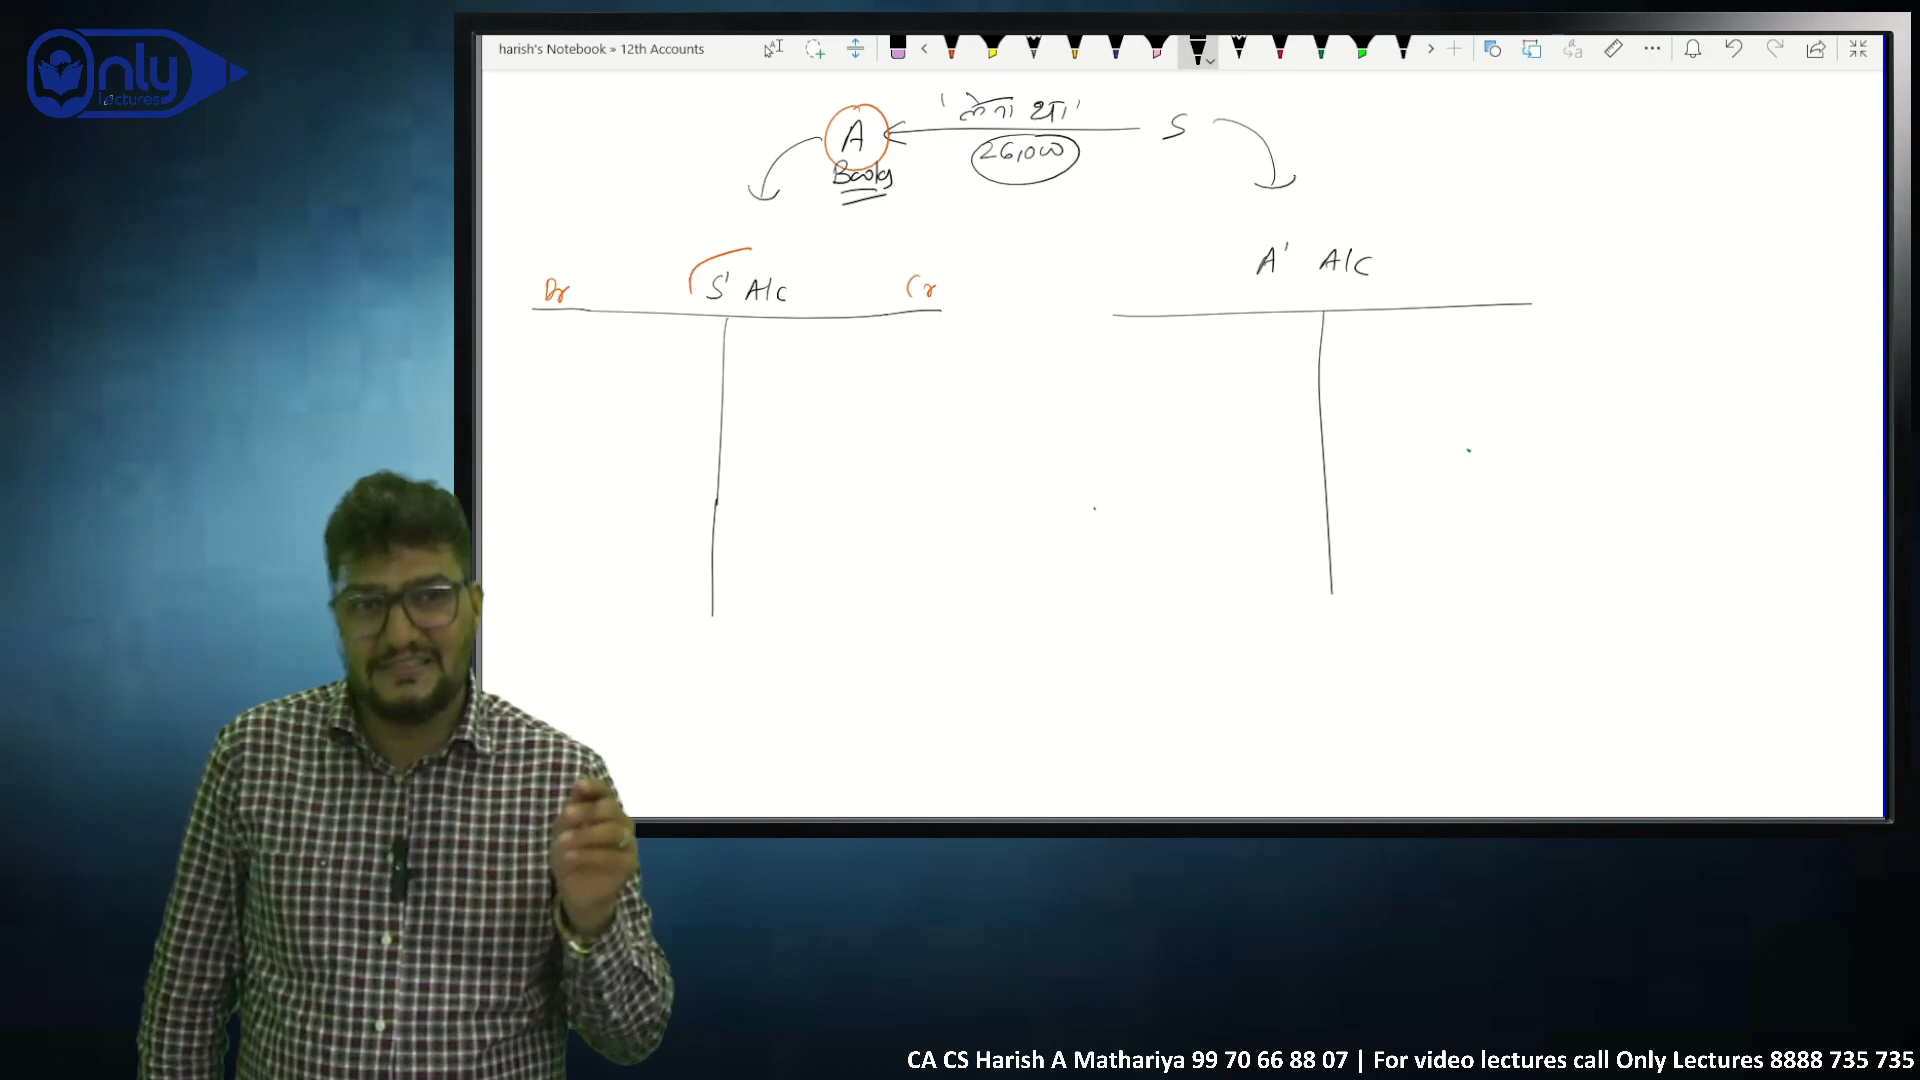 Only
lectures
harish's Notebook » 12th Accounts
' लेना था '
A S
26,000
Books
Dr S' A/c Cr
A' A/c
CA CS Harish A Mathariya 99 70 66 88 07 | For video lectures call Only Lectures 8888 735 735